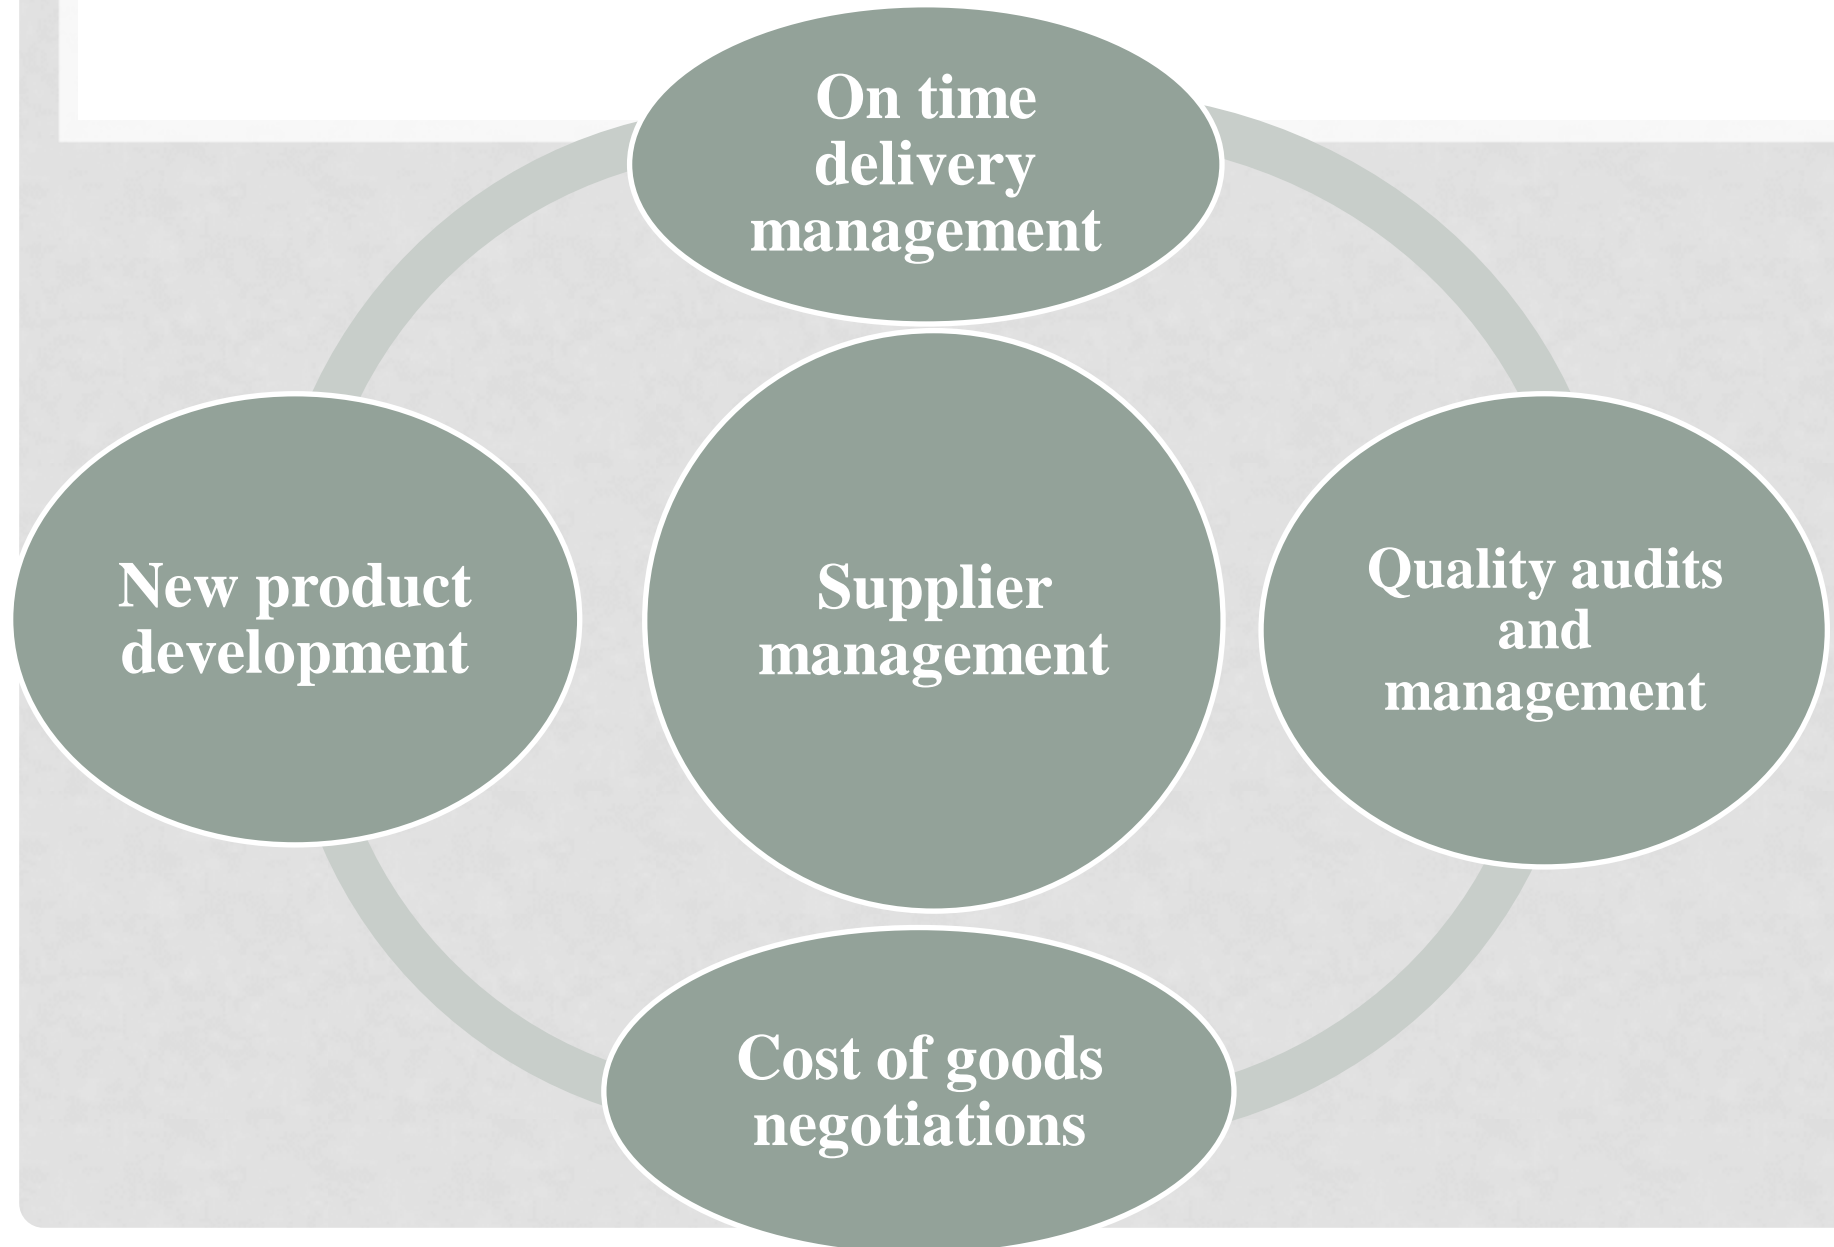 On time
delivery
management
New product
development
Supplier
management
Quality audits
and
management
Cost of goods
negotiations